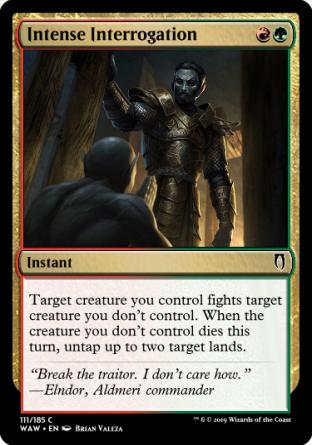 Intense Interrogation
Instant
Target creature you control fights target
creature you don't control. When the
creature you don't control dies this
turn, untap up to two target lands.
"Break the traitor. I don't care how."
—Elndor, Aldmeri commander
111/185 C
WAW • EN Brian Valeza
™ & © 2019 Wizards of the Coast